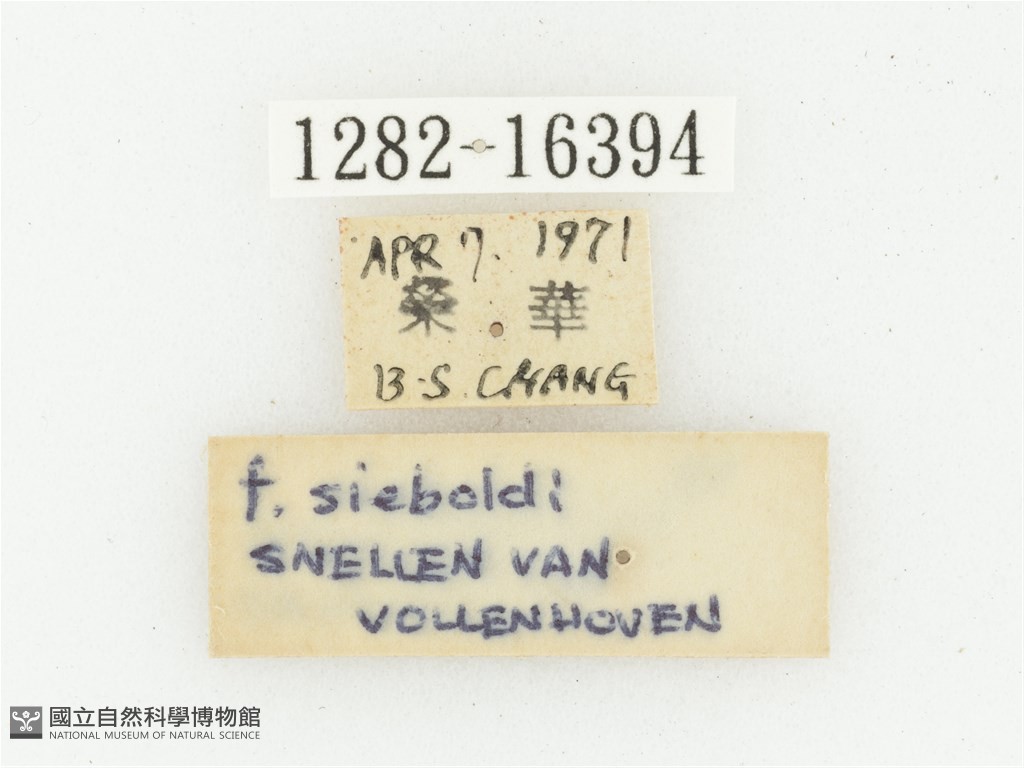 1282-16394
APR 7. 1971
榮 華
B-S. CHANG
f. sieboldi
SNELLEN VAN
VOLLENHOVEN
國立自然科學博物館
NATIONAL MUSEUM OF NATURAL SCIENCE